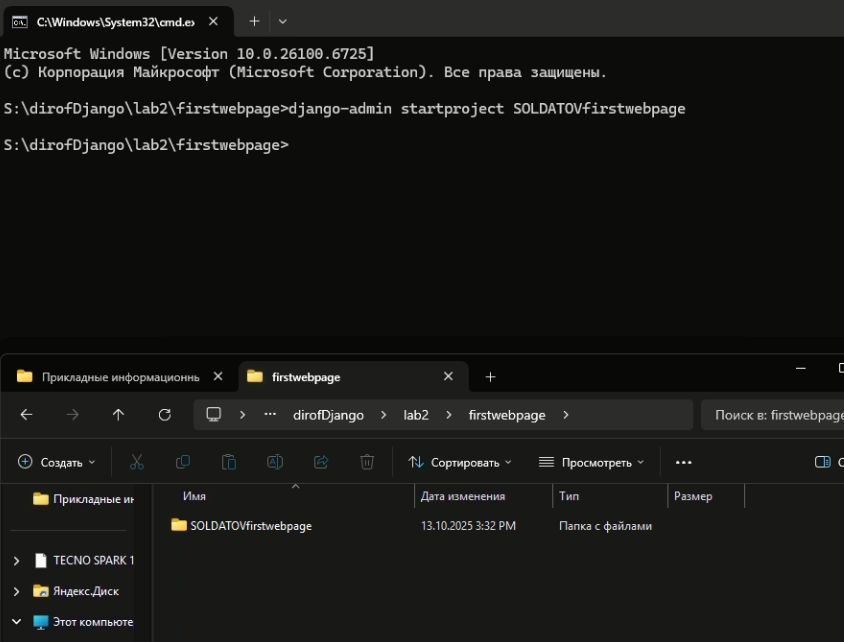 C:\Windows\System32\cmd.ex
Microsoft Windows [Version 10.0.26100.6725]
(c) Корпорация Майкрософт (Microsoft Corporation). Все права защищены.
S:\dirofDjango\lab2\firstwebpage>django-admin startproject SOLDATOVfirstwebpage
S:\dirofDjango\lab2\firstwebpage>
Прикладные информационн firstwebpage
... dirofDjango > lab2 > firstwebpage > Поиск в: firstwebpage
Создать Сортировать Просмотреть ...
Прикладные ин Имя Дата изменения Тип Размер
SOLDATOVfirstwebpage 13.10.2025 3:32 PM Папка с файлами
TECNO SPARK 1
Яндекс.Диск
Этот компьюте